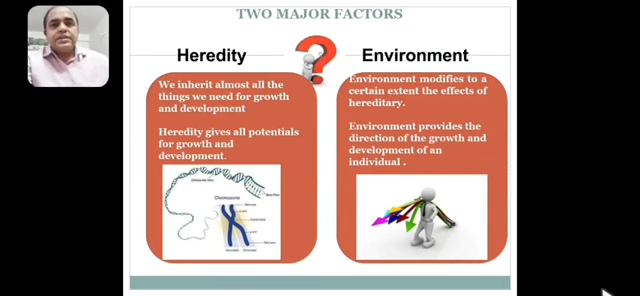 TWO MAJOR FACTORS
Heredity
Environment
We inherit almost all the
things we need for growth
and development
Heredity gives all potentials
for growth and
development.
Chromosome
Base Pairs
Environment modifies to a
certain extent the effects of
hereditary.
Environment provides the
direction of the growth and
development of an
individual .